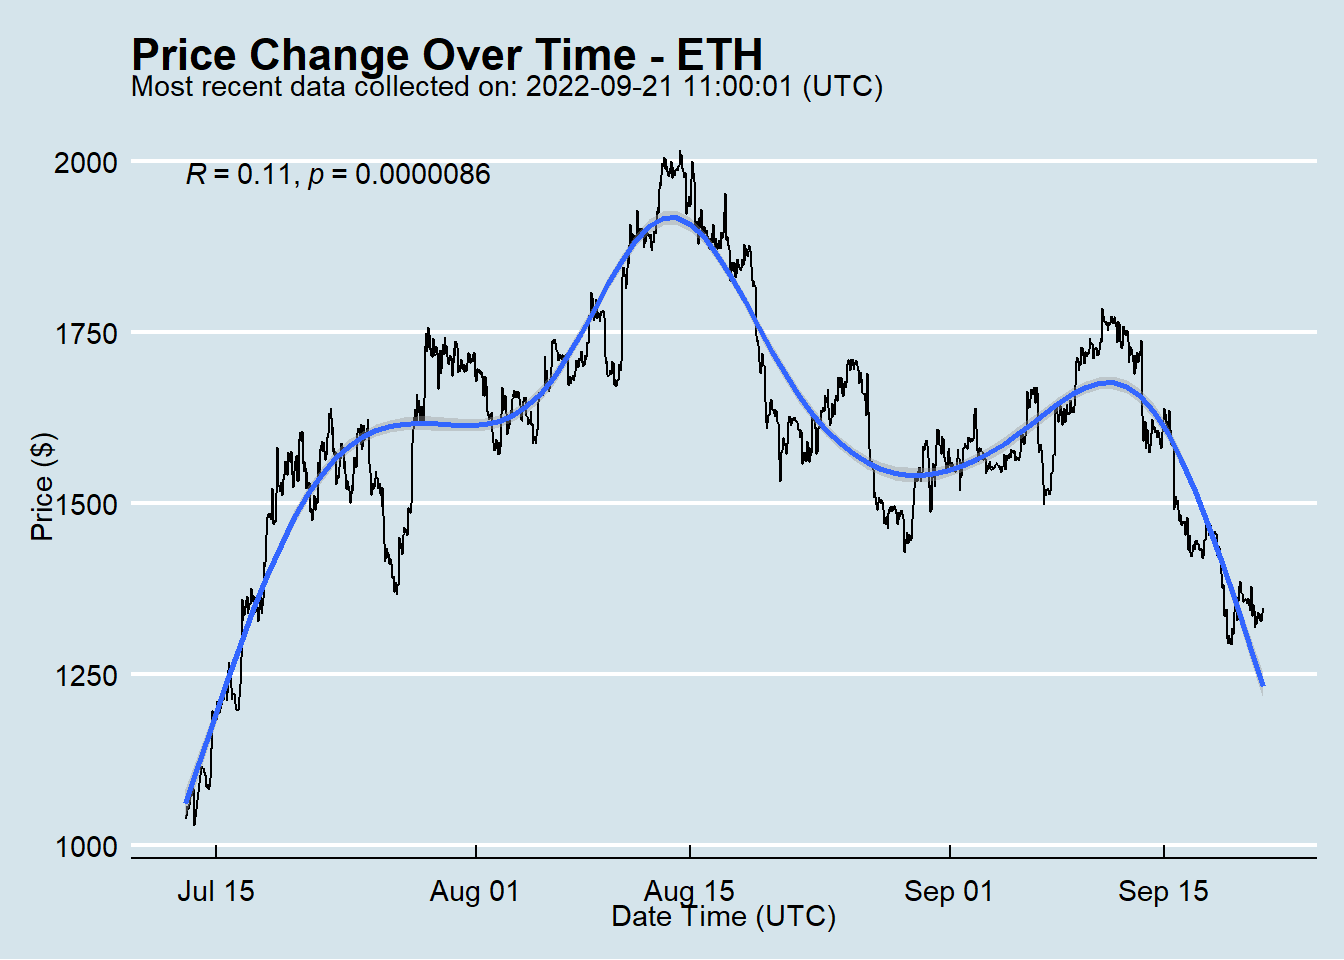 Price Change Over Time - ETH
Most recent data collected on: 2022-09-21 11:00:01 (UTC)
R = 0.11, p = 0.0000086
2000
1750
1500
1250
1000
Price ($)
Jul 15
Aug 01
Aug 15
Sep 01
Sep 15
Date Time (UTC)